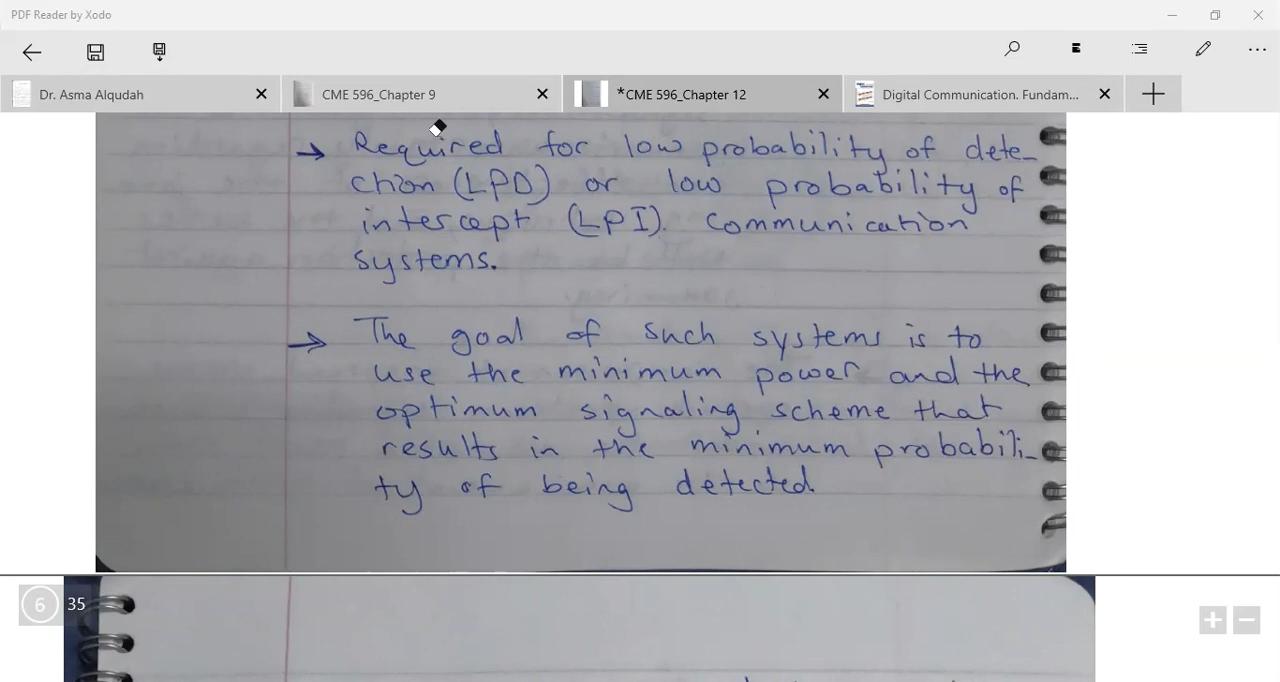 PDF Reader by Xodo
Dr. Asma Alqudah
CME 596_Chapter 9
*CME 596_Chapter 12
Digital Communication. Fundam...
→ Required for low probability of dete-
ction (LPD) or low probability of
intercept (LPI). Communication
systems.
→ The goal of such systems is to
use the minimum power and the
optimum signaling scheme that
results in the minimum probabili-
ty of being detected.
6 35